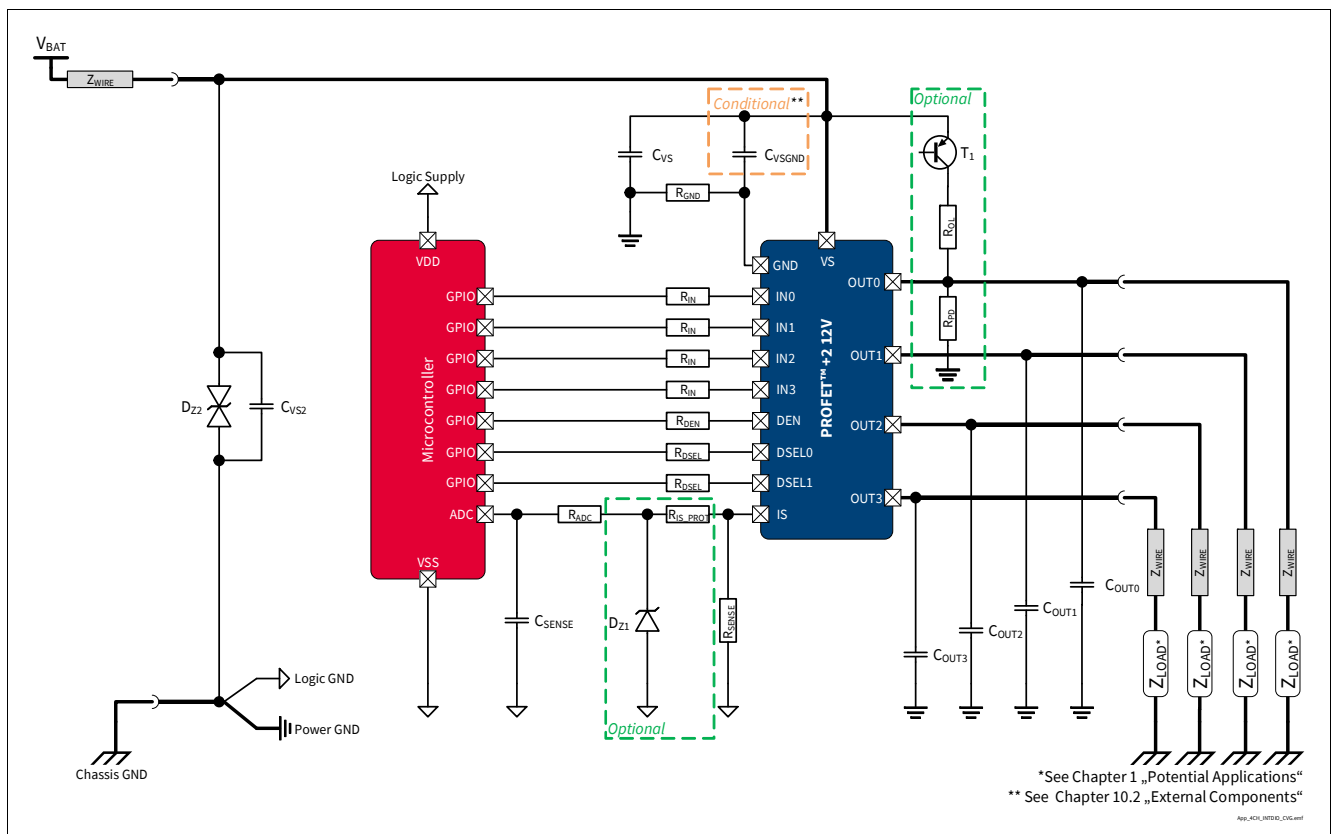 VBAT
ZWIRE
Conditional**
Optional
CVS
CVSGND
T1
Logic Supply
RGND
ROL
VDD
VS
GND
OUT0
GPIO
RIN
IN0
RPD
GPIO
RIN
IN1
OUT1
GPIO
RIN
IN2
GPIO
RIN
IN3
DZ2
CVS2
Microcontroller
PROFET™ +2 12V
GPIO
RDEN
DEN
OUT2
GPIO
RDSEL
DSEL0
GPIO
RDSEL
DSEL1
OUT3
ADC
RADC
RIS_PROT
IS
VSS
ZWIRE
ZWIRE
ZWIRE
ZWIRE
COUT0
COUT1
CSENSE
DZ1
RSENSE
COUT2
COUT3
ZLOAD*
ZLOAD*
ZLOAD*
ZLOAD*
Logic GND
Power GND
Optional
Chassis GND
*See Chapter 1 „Potential Applications“
** See Chapter 10.2 „External Components“
App_4CH_INTDIO_CVG.emf